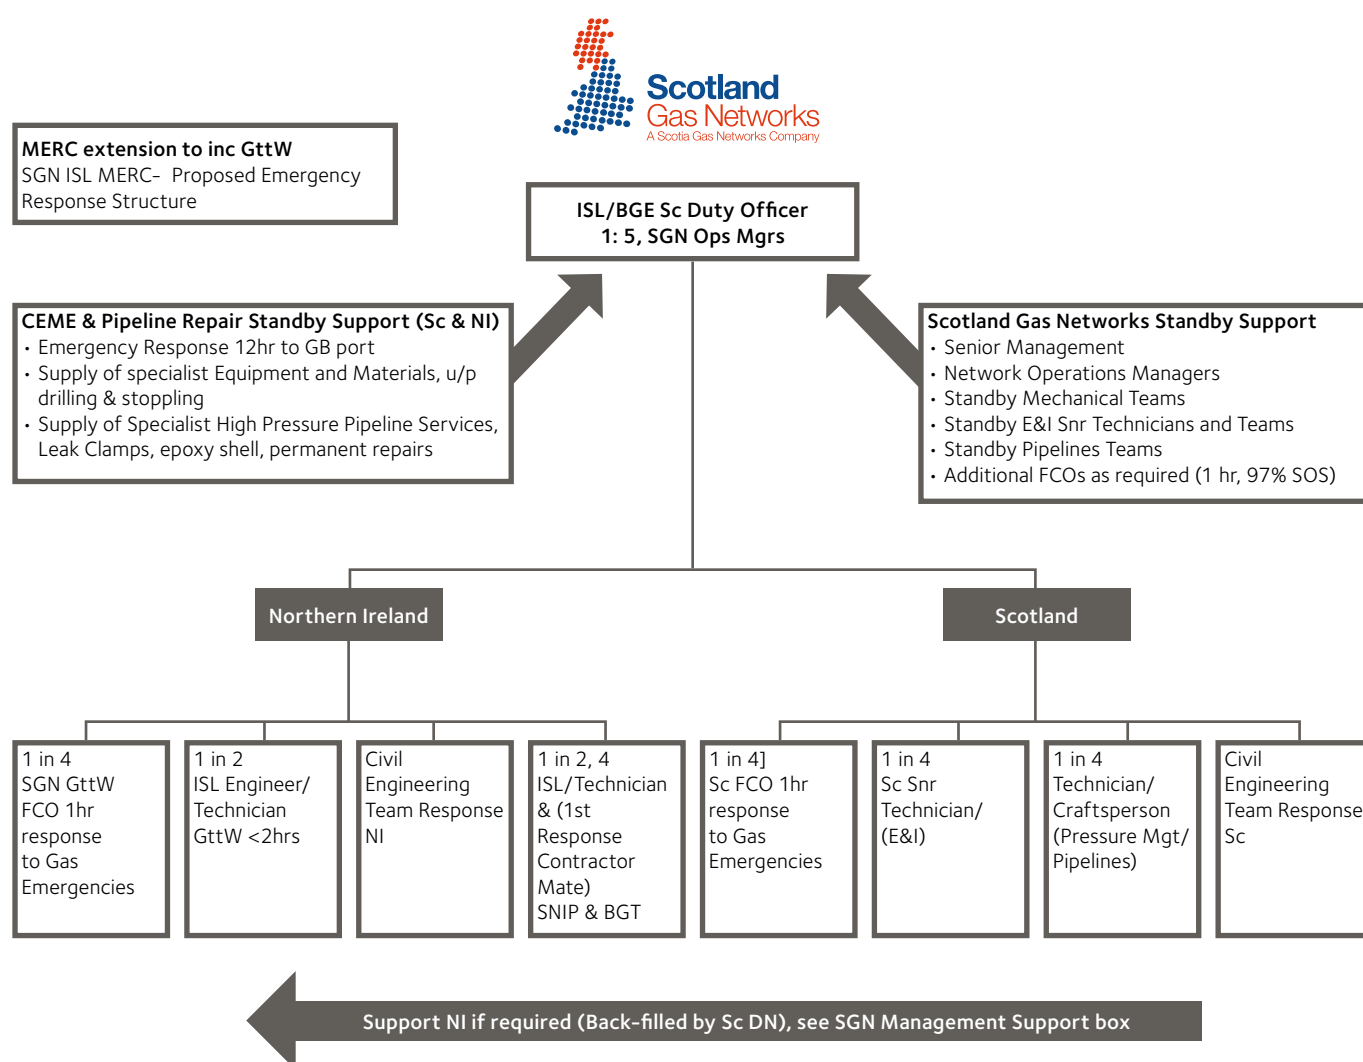 Scotland
Gas Networks
A Scotia Gas Networks Company
MERC extension to inc GttW
SGN ISL MERC- Proposed Emergency
Response Structure
ISL/BGE Sc Duty Officer
1: 5, SGN Ops Mgrs
CEME & Pipeline Repair Standby Support (Sc & NI)
• Emergency Response 12hr to GB port
• Supply of specialist Equipment and Materials, u/p
drilling & stoppling
• Supply of Specialist High Pressure Pipeline Services,
Leak Clamps, epoxy shell, permanent repairs
Scotland Gas Networks Standby Support
• Senior Management
• Network Operations Managers
• Standby Mechanical Teams
• Standby E&I Snr Technicians and Teams
• Standby Pipelines Teams
• Additional FCOs as required (1 hr, 97% SOS)
Northern Ireland
Scotland
1 in 4
SGN GttW
FCO 1hr
response
to Gas
Emergencies
1 in 2
ISL Engineer/
Technician
GttW <2hrs
Civil
Engineering
Team Response
NI
1 in 2, 4
ISL/Technician
& (1st
Response
Contractor
Mate)
SNIP & BGT
1 in 4]
Sc FCO 1hr
response
to Gas
Emergencies
1 in 4
Sc Snr
Technician/
(E&I)
1 in 4
Technician/
Craftsperson
(Pressure Mgt/
Pipelines)
Civil
Engineering
Team Response
Sc
Support NI if required (Back-filled by Sc DN), see SGN Management Support box